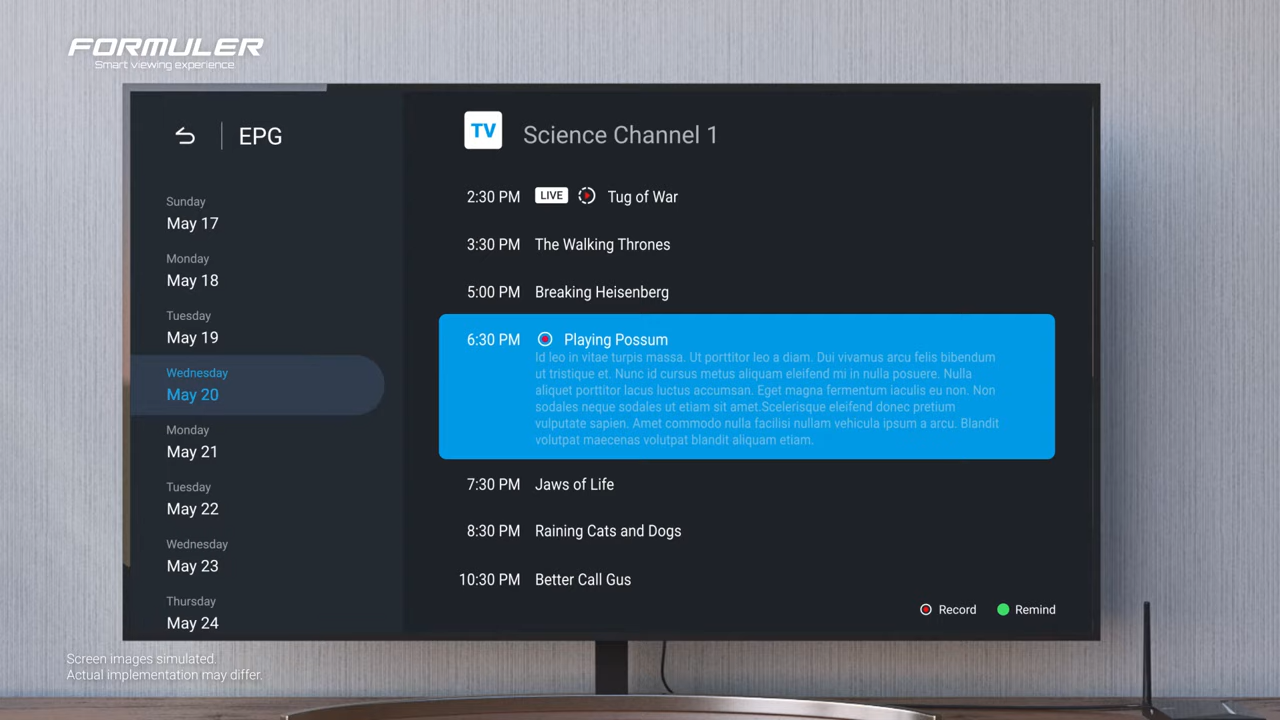 FORMULER
Smart viewing experience
EPG
Sunday
May 17
Monday
May 18
Tuesday
May 19
Wednesday
May 20
Monday
May 21
Tuesday
May 22
Wednesday
May 23
Thursday
May 24
TV Science Channel 1
2:30 PM LIVE Tug of War
3:30 PM The Walking Thrones
5:00 PM Breaking Heisenberg
6:30 PM Playing Possum
Id leo in vitae turpis massa. Ut porttitor leo a diam. Dui vivamus arcu felis bibendum
ut tristique et. Nunc id cursus metus aliquam eleifend mi in nulla posuere. Nulla
aliquet porttitor lacus luctus accumsan. Eget magna fermentum iaculis eu non. Non
sodales neque sodales ut etiam sit amet.Scelerisque eleifend donec pretium
vulputate sapien. Amet commodo nulla facilisi nullam vehicula ipsum a arcu. Blandit
volutpat maecenas volutpat blandit aliquam etiam.
7:30 PM Jaws of Life
8:30 PM Raining Cats and Dogs
10:30 PM Better Call Gus
Record Remind
Screen images simulated.
Actual implementation may differ.